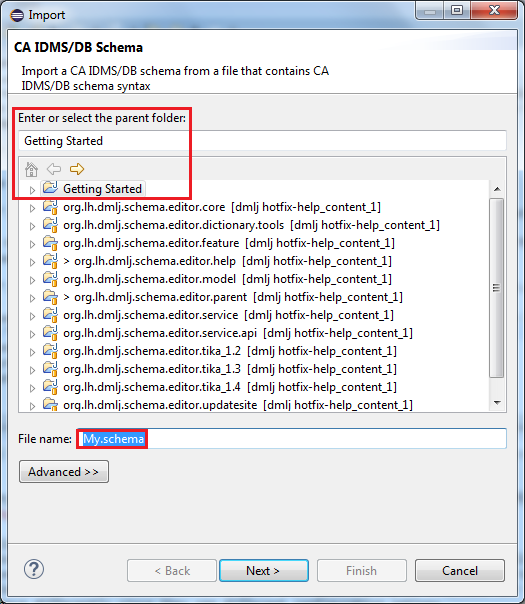 Import
CA IDMS/DB Schema
Import a CA IDMS/DB schema from a file that contains CA
IDMS/DB schema syntax
Enter or select the parent folder:
Getting Started
Getting Started
org.lh.dmlj.schema.editor.core [dmlj hotfix-help_content_1]
org.lh.dmlj.schema.editor.dictionary.tools [dmlj hotfix-help_content_1]
org.lh.dmlj.schema.editor.feature [dmlj hotfix-help_content_1]
> org.lh.dmlj.schema.editor.help [dmlj hotfix-help_content_1]
org.lh.dmlj.schema.editor.model [dmlj hotfix-help_content_1]
> org.lh.dmlj.schema.editor.parent [dmlj hotfix-help_content_1]
org.lh.dmlj.schema.editor.service [dmlj hotfix-help_content_1]
org.lh.dmlj.schema.editor.service.api [dmlj hotfix-help_content_1]
org.lh.dmlj.schema.editor.tika_1.2 [dmlj hotfix-help_content_1]
org.lh.dmlj.schema.editor.tika_1.3 [dmlj hotfix-help_content_1]
org.lh.dmlj.schema.editor.tika_1.4 [dmlj hotfix-help_content_1]
org.lh.dmlj.schema.editor.updatesite [dmlj hotfix-help_content_1]
File name: My.schema
Advanced >>
? < Back Next > Finish Cancel